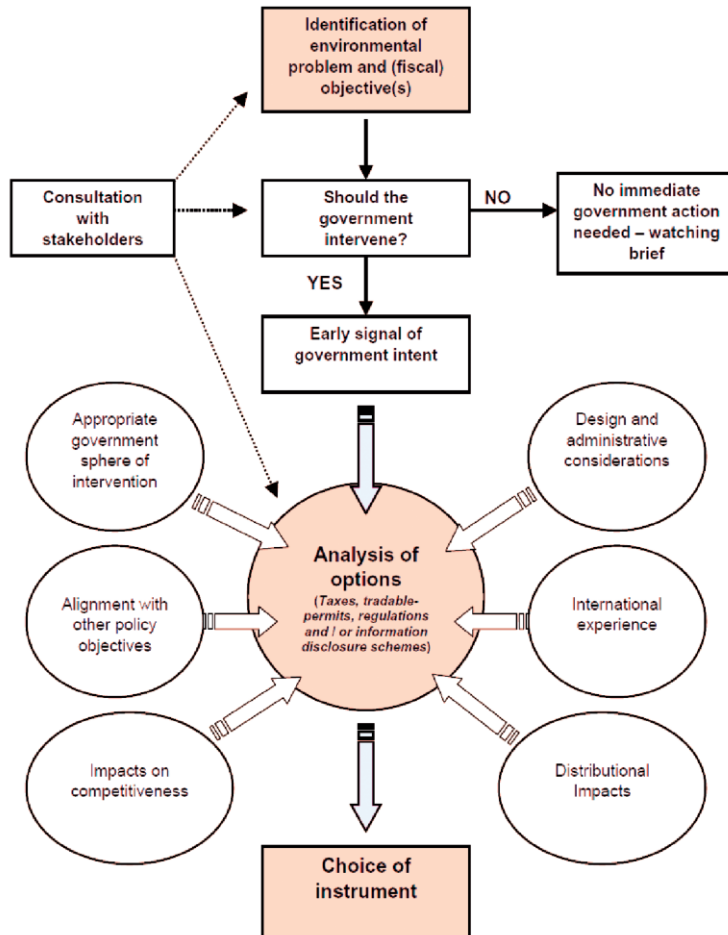 Identification of
environmental
problem and (fiscal)
objective(s)
Consultation
with
stakeholders
Should the
government
intervene?
NO
No immediate
government action
needed – watching
brief
YES
Early signal of
government intent
Appropriate
government
sphere of
intervention
Design and
administrative
considerations
Analysis of
options
(Taxes, tradable-
permits, regulations
and / or information
disclosure schemes)
Alignment with
other policy
objectives
International
experience
Impacts on
competitiveness
Distributional
Impacts
Choice of
instrument